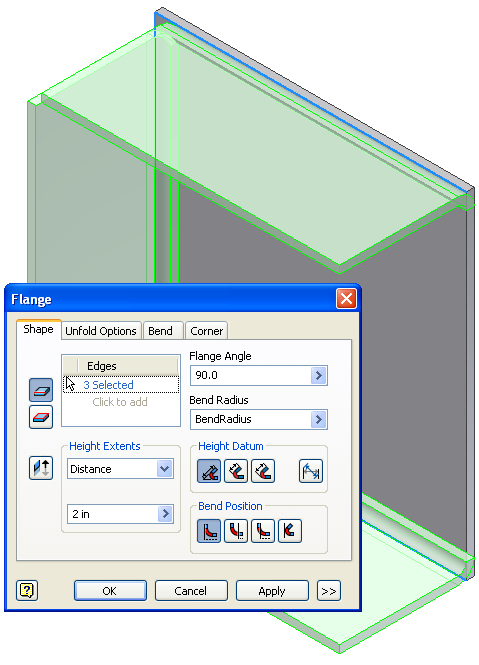 Flange
Shape
Unfold Options
Bend
Corner
Edges
3 Selected
Click to add
Flange Angle
90.0
Bend Radius
BendRadius
Height Extents
Distance
2 in
Height Datum
Bend Position
OK
Cancel
Apply
>>